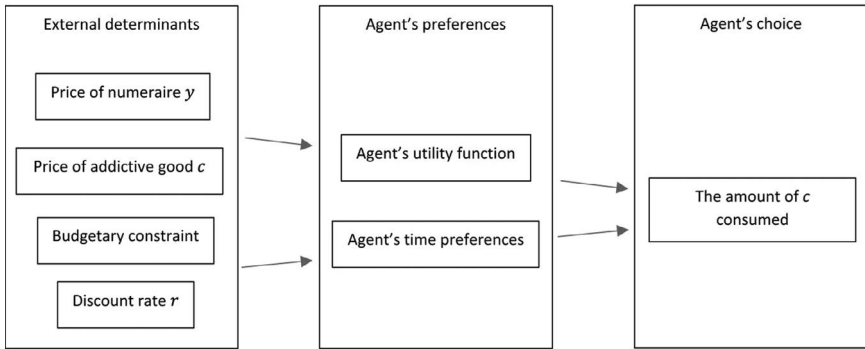 External determinants
Price of numeraire y
Price of addictive good c
Budgetary constraint
Discount rate r
Agent's preferences
Agent's utility function
Agent's time preferences
Agent's choice
The amount of c
consumed